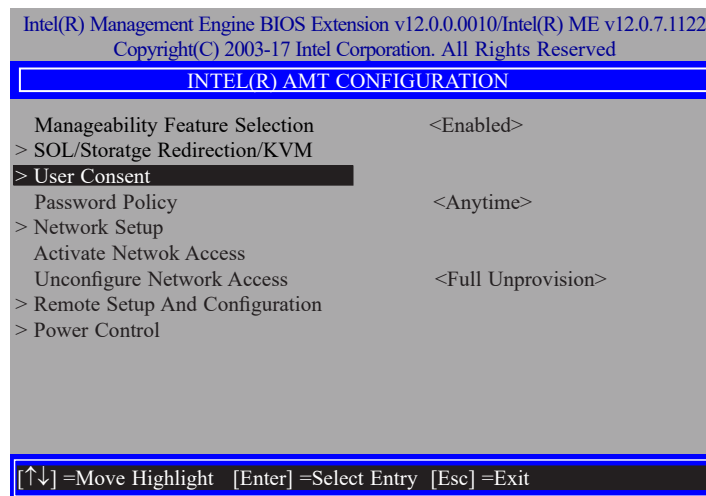 Intel(R) Management Engine BIOS Extension v12.0.0.0010/Intel(R) ME v12.0.7.1122
Copyright(C) 2003-17 Intel Corporation. All Rights Reserved
INTEL(R) AMT CONFIGURATION
Manageability Feature Selection <Enabled>
> SOL/Storatge Redirection/KVM
> User Consent
Password Policy <Anytime>
> Network Setup
Activate Netwok Access
Unconfigure Network Access <Full Unprovision>
> Remote Setup And Configuration
> Power Control
[↑↓] =Move Highlight [Enter] =Select Entry [Esc] =Exit